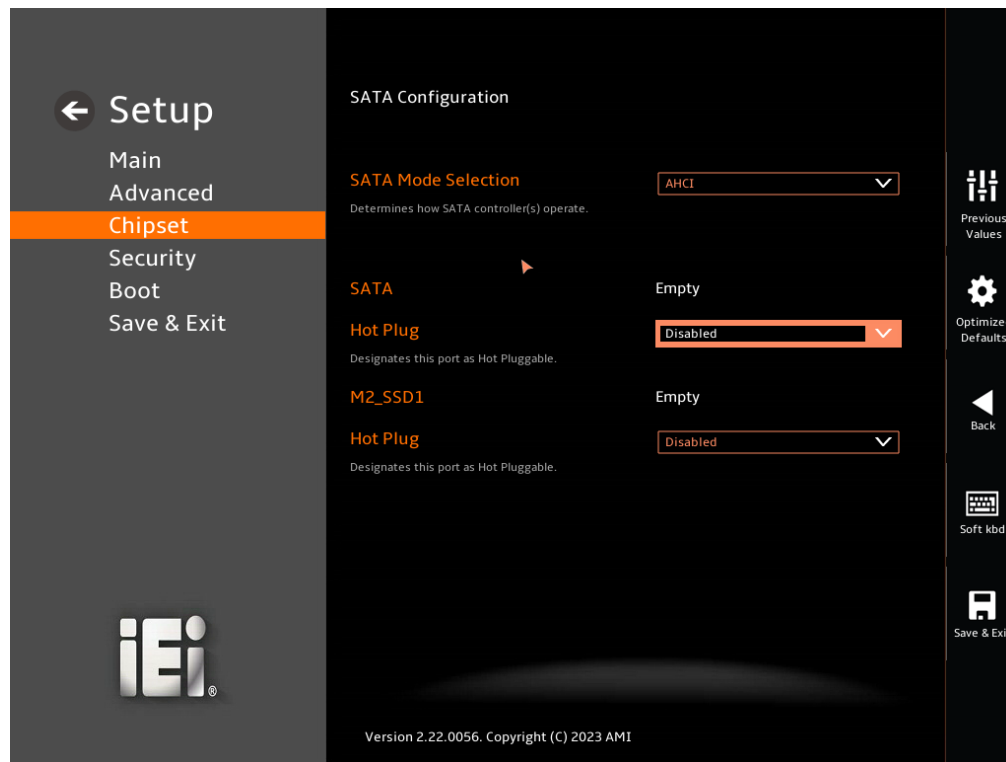 Setup
Main
Advanced
Chipset
Security
Boot
Save & Exit
iEi®
SATA Configuration
SATA Mode Selection
AHCI
Determines how SATA controller(s) operate.
SATA
Empty
Hot Plug
Disabled
Designates this port as Hot Pluggable.
M2_SSD1
Empty
Hot Plug
Disabled
Designates this port as Hot Pluggable.
Version 2.22.0056. Copyright (C) 2023 AMI
Previous
Values
Optimize
Defaults
Back
Soft kbd
Save & Exi